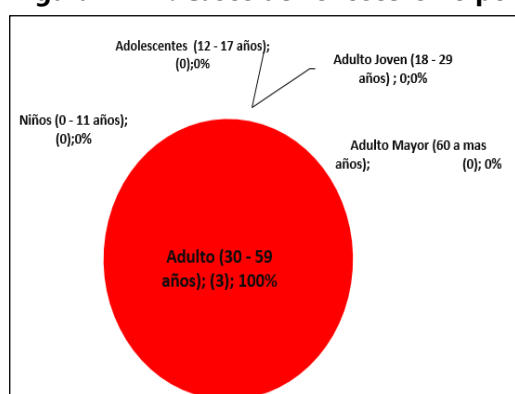 Adolescentes (12 - 17 años);
(0);0%
Adulto Joven (18 - 29
años) ; 0;0%
Niños (0 - 11 años);
(0);0%
Adulto Mayor (60 a mas
años); (0); 0%
Adulto (30 - 59
años); (3); 100%